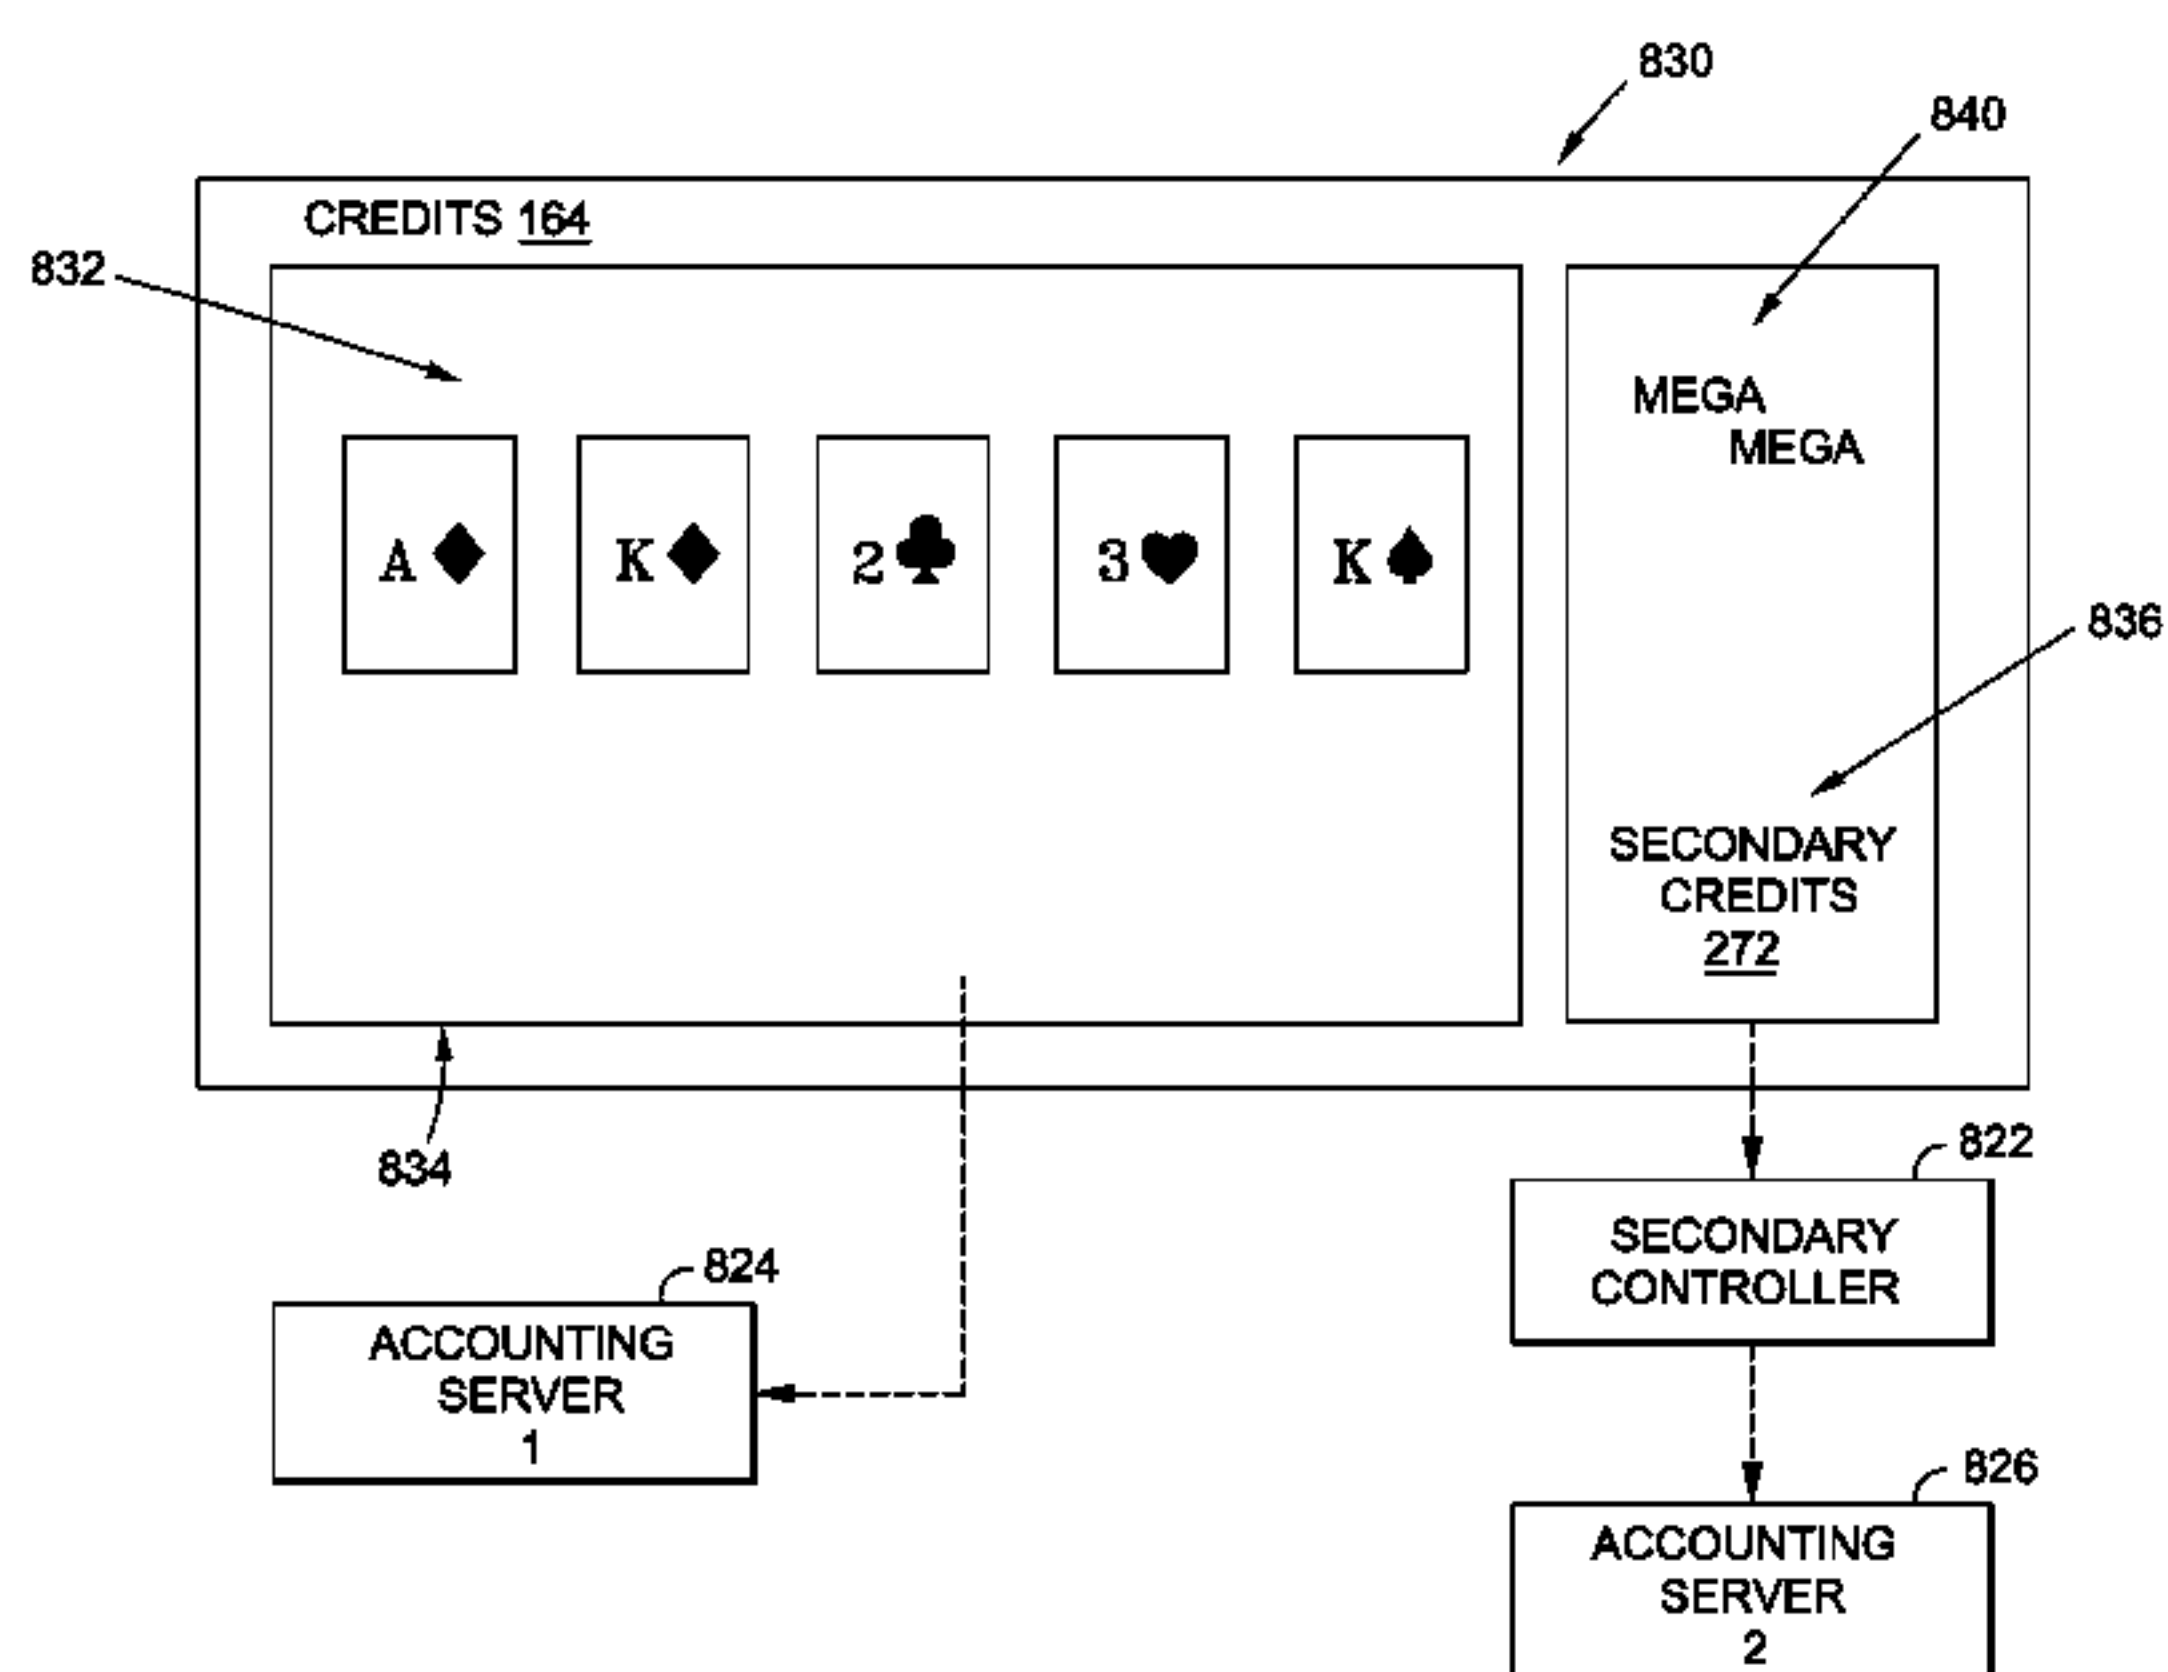 830
840
CREDITS 164
832
MEGA
MEGA
A♦ K♦ 2♣ 3♥ K♠
836
SECONDARY
CREDITS
272
834
822
SECONDARY
CONTROLLER
824
ACCOUNTING
SERVER
1
826
ACCOUNTING
SERVER
2